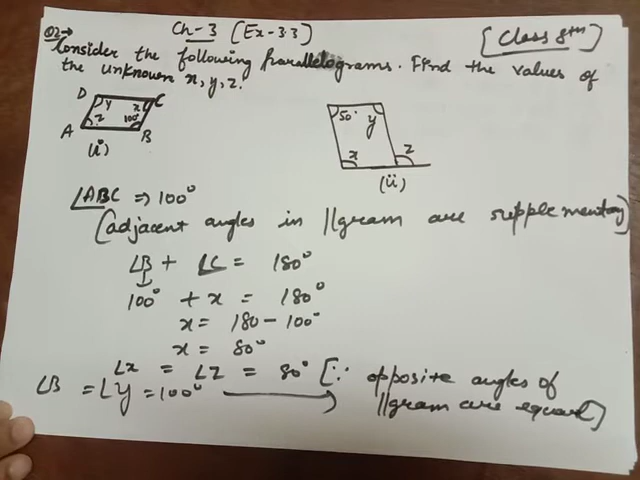 Ch-3 [Ex-3.3] [Class 8th]
Q2→ Consider the following parallelograms. Find the values of
the unknown x, y, z.
D y x C
A z 100° B
(i)
50° y
x z
(ii)
∠ABC ⇒ 100°
(adjacent angles in ||gram are supplementary)
∠B + ∠C = 180°
100° + x = 180°
x = 180 - 100°
x = 80°
∠x = ∠z = 80° [∵ opposite angles of
∠B = ∠y = 100° ||gram are equal]